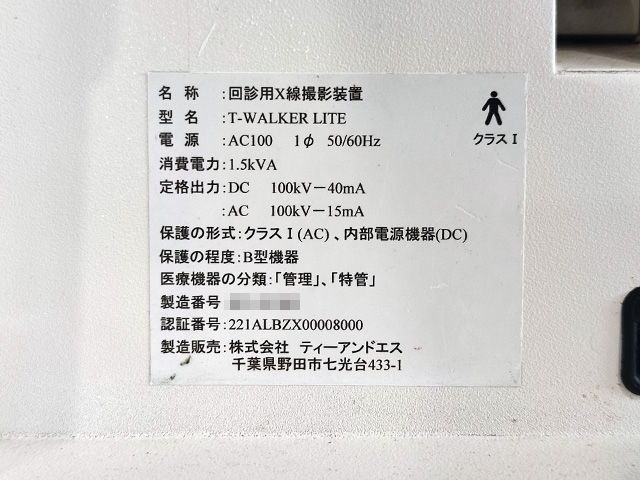 名　称　:回診用X線撮影装置
型　名　:T-WALKER LITE
電　源　:AC100　1φ　50/60Hz
クラスⅠ
消費電力:1.5kVA
定格出力:DC　100kV－40mA
:AC　100kV－15mA
保護の形式:クラスⅠ(AC)、内部電源機器(DC)
保護の程度:B型機器
医療機器の分類:「管理」、「特管」
製造番号
認証番号:221ALBZX00008000
製造販売:株式会社　ティーアンドエス
千葉県野田市七光台433-1